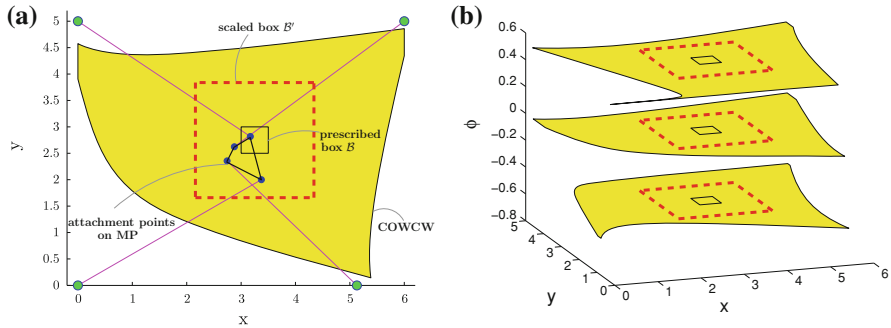 (a)
scaled box B′
prescribed
box B
attachment points
on MP
COWCW
y
5
4.5
4
3.5
3
2.5
2
1.5
1
0.5
0
0 1 2 3 4 5 6
x
(b)
ϕ
0.6
0.4
0.2
0
−0.2
−0.4
−0.6
−0.8
5
4
3
2
1
0
y
0 1 2 3 4 5 6
x